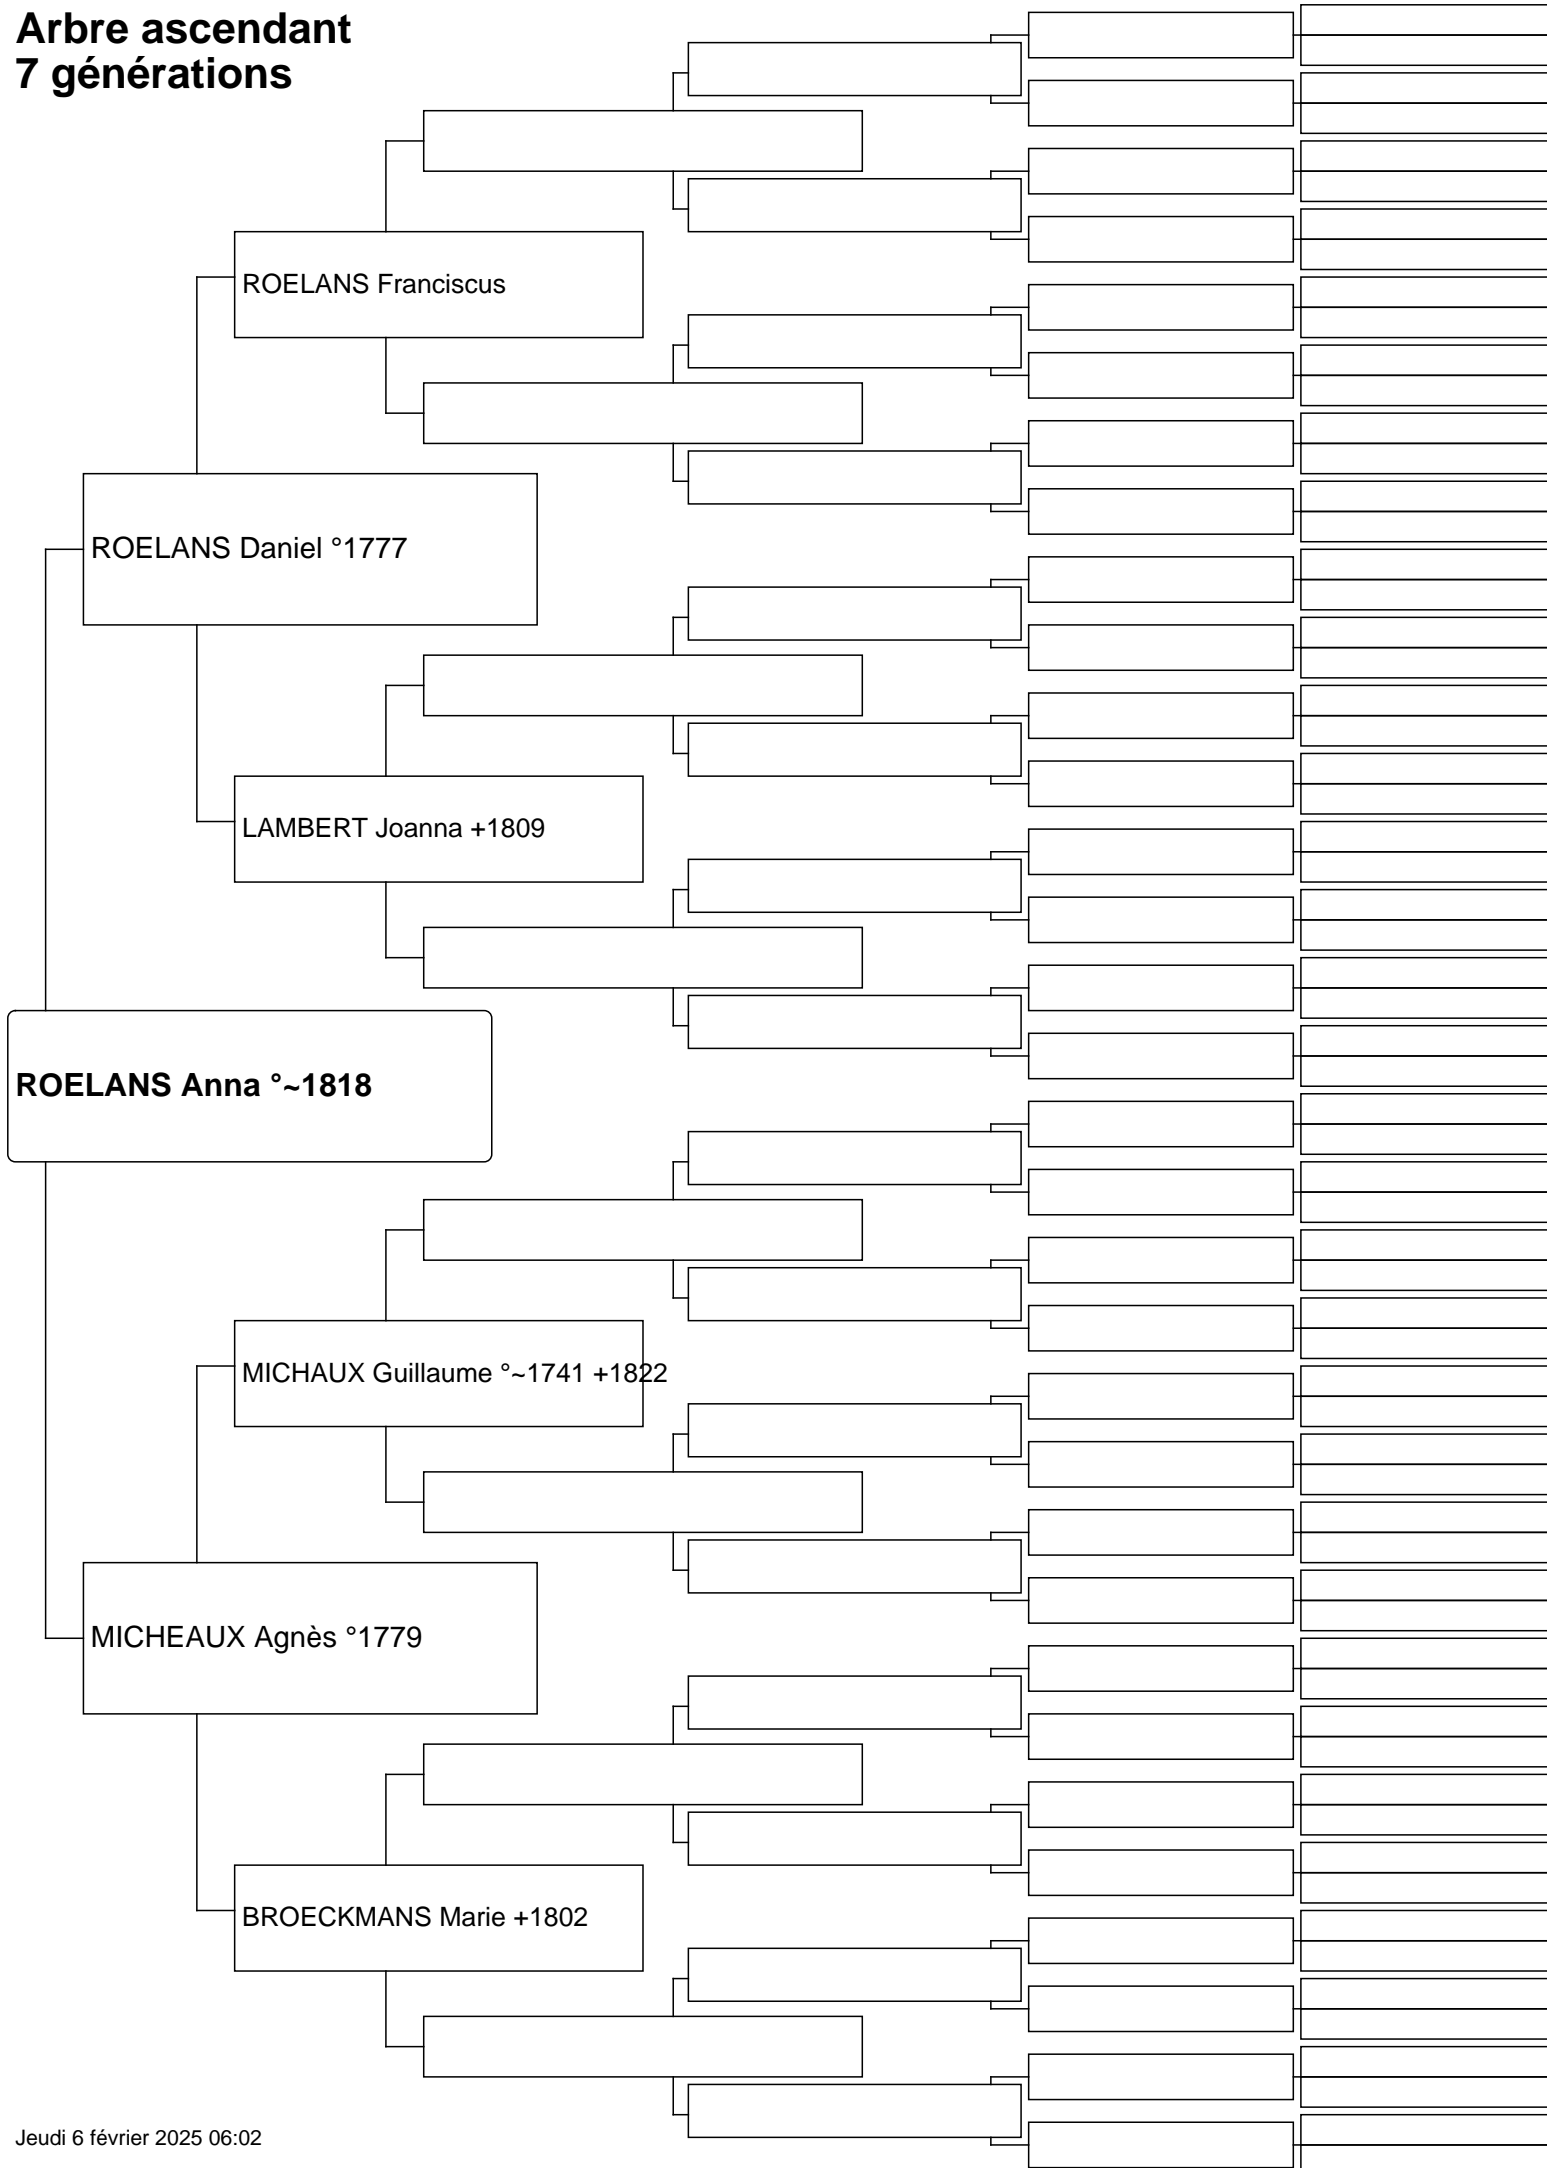 Arbre ascendant
7 générations
ROELANS Franciscus
ROELANS Daniel °1777
LAMBERT Joanna +1809
ROELANS Anna °~1818
MICHAUX Guillaume °~1741 +1822
MICHEAUX Agnès °1779
BROECKMANS Marie +1802
Jeudi 6 février 2025 06:02